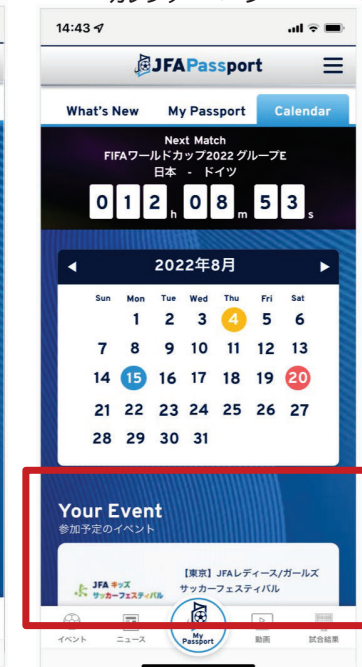 14:43
JFAPassport
What's New My Passport Calendar
Next Match
FIFAワールドカップ2022 グループE
日本 - ドイツ
0 1 2 h 0 8 m 5 3 s
◀ 2022年8月 ▶
Sun Mon Tue Wed Thu Fri Sat
1 2 3 4 5 6
7 8 9 10 11 12 13
14 15 16 17 18 19 20
21 22 23 24 25 26 27
28 29 30 31
Your Event
参加予定のイベント
JFA キッズ
サッカーフェスティバル
【東京】JFAレディース/ガールズ
サッカーフェスティバル
イベント ニュース My Passport 動画 試合結果